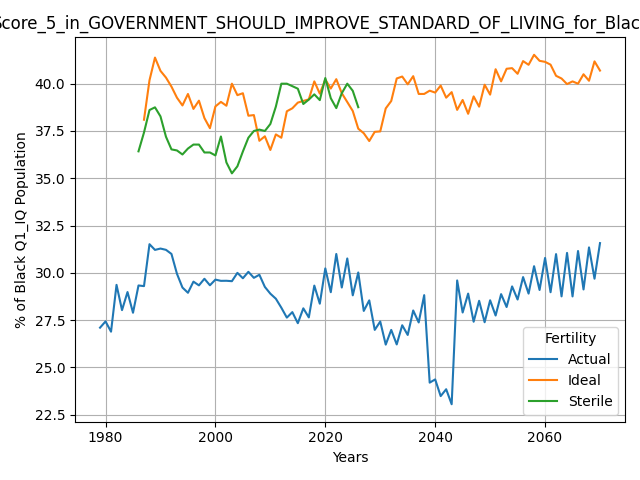 Score_5_in_GOVERNMENT_SHOULD_IMPROVE_STANDARD_OF_LIVING_for_Black
40.0
37.5
35.0
32.5
30.0
27.5
25.0
22.5
% of Black Q1_IQ Population
Fertility
Actual
Ideal
Sterile
1980
2000
2020
2040
2060
Years